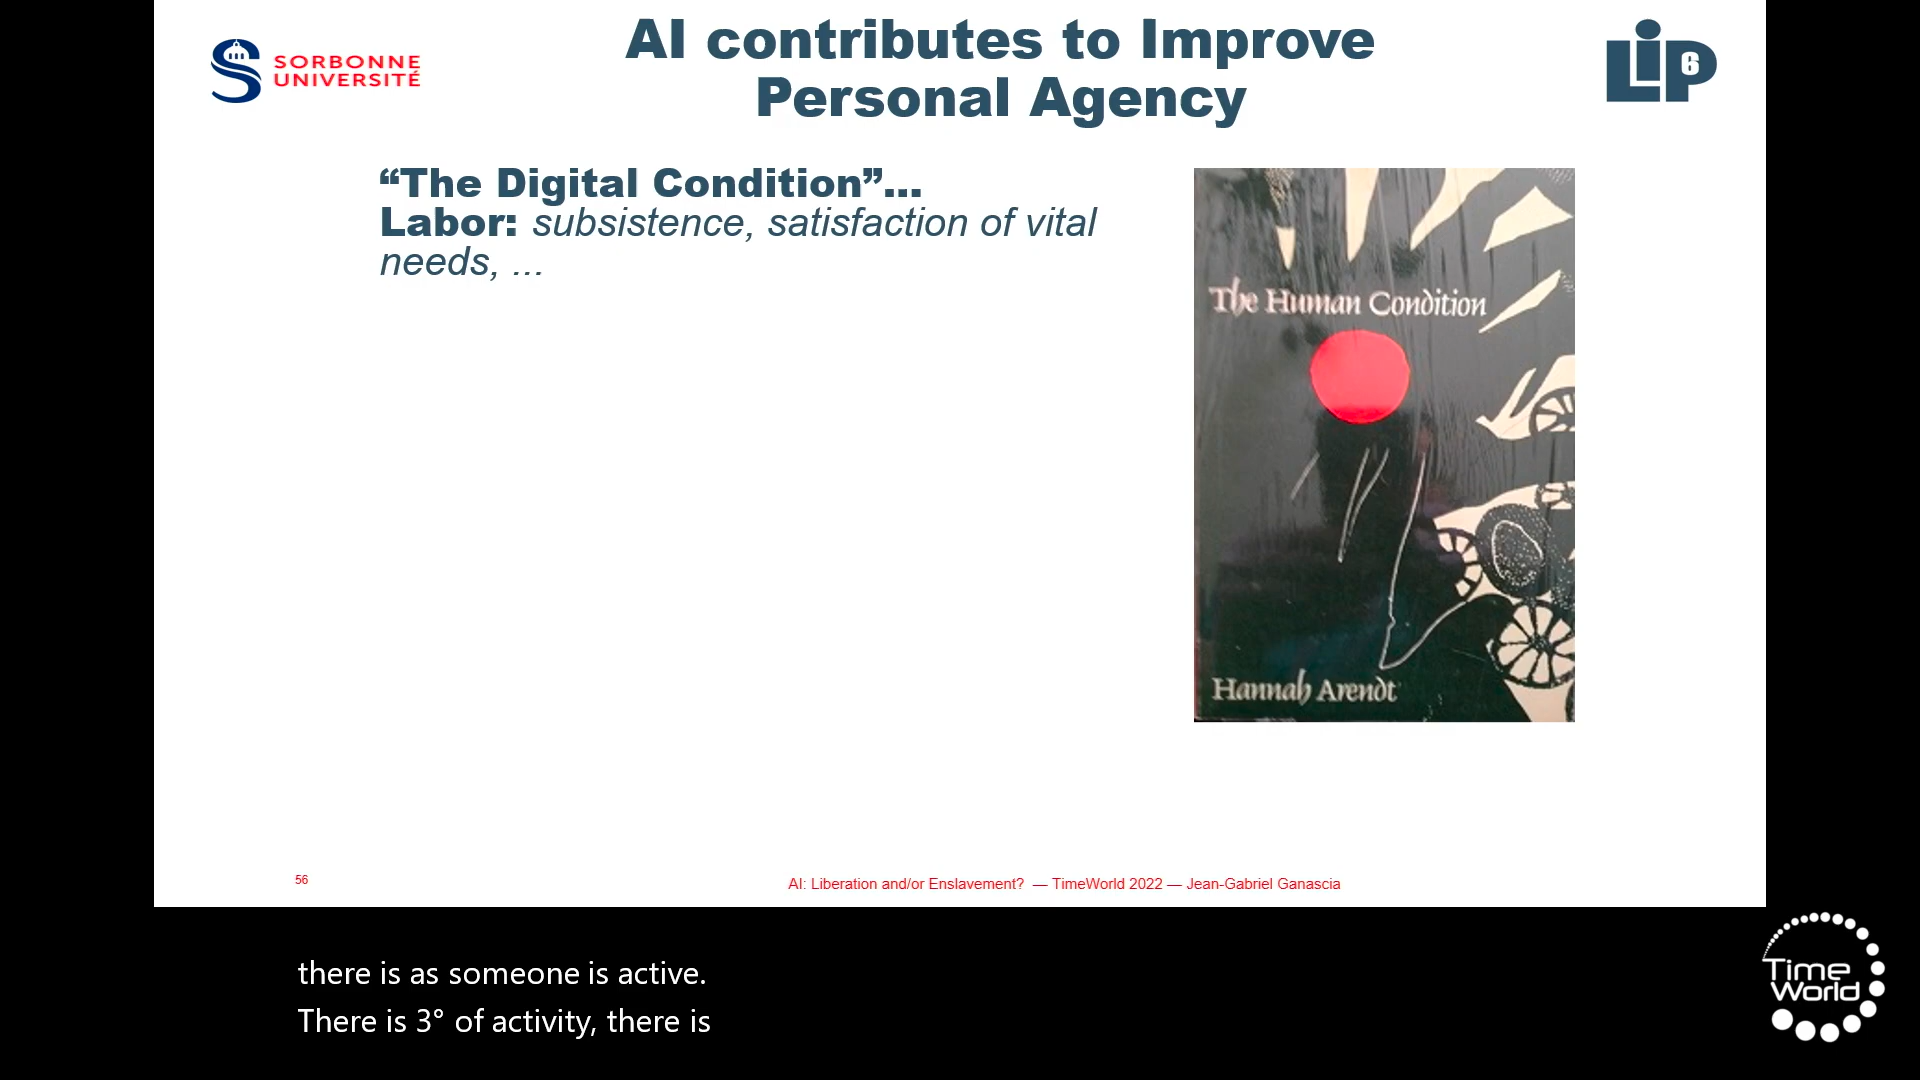 SORBONNE
UNIVERSITÉ
AI contributes to Improve
Personal Agency
LiP6
“The Digital Condition”...
Labor: subsistence, satisfaction of vital
needs, ...
The Human Condition
Hannah Arendt
56
AI: Liberation and/or Enslavement? — TimeWorld 2022 — Jean-Gabriel Ganascia
there is as someone is active.
There is 3° of activity, there is
Time
World